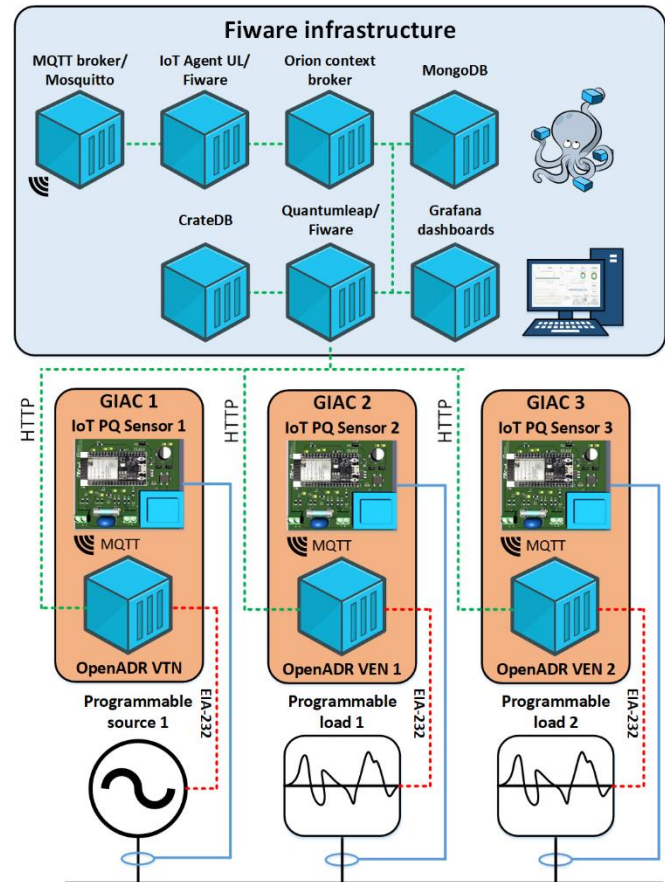 Fiware infrastructure
MQTT broker/
Mosquitto
IoT Agent UL/
Fiware
Orion context
broker
MongoDB
CrateDB
Quantumleap/
Fiware
Grafana
dashboards
HTTP
HTTP
HTTP
GIAC 1
IoT PQ Sensor 1
MQTT
OpenADR VTN
GIAC 2
IoT PQ Sensor 2
MQTT
OpenADR VEN 1
GIAC 3
IoT PQ Sensor 3
MQTT
OpenADR VEN 2
Programmable
source 1
EIA-232
Programmable
load 1
EIA-232
Programmable
load 2
EIA-232